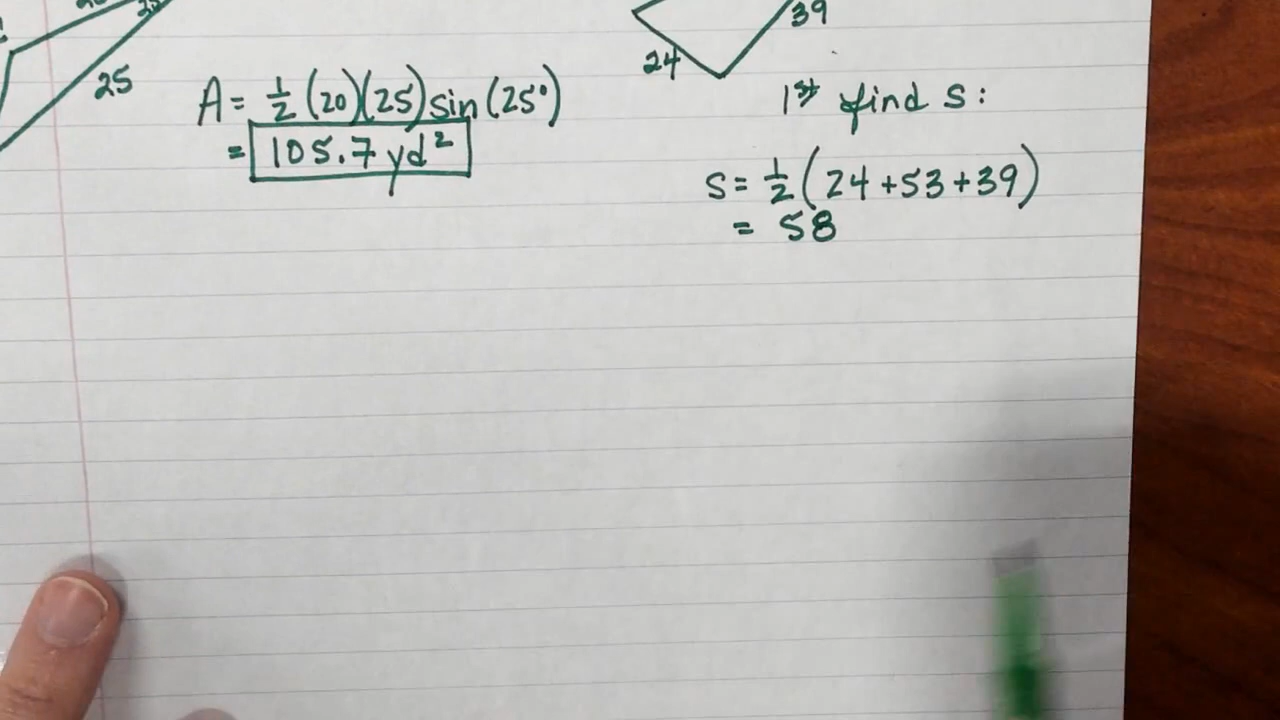 25
A = 1/2 (20)(25) sin (25°)
= 105.7 yd²
39
24
1st find s:
s = 1/2 (24 + 53 + 39)
= 58